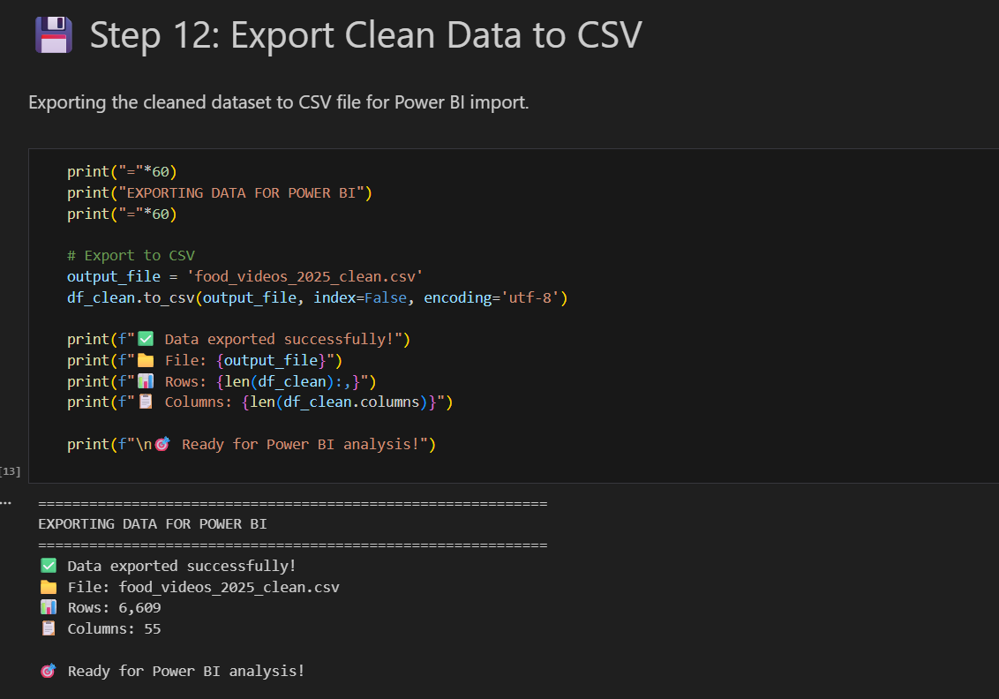 💾 Step 12: Export Clean Data to CSV
Exporting the cleaned dataset to CSV file for Power BI import.
print("="*60)
print("EXPORTING DATA FOR POWER BI")
print("="*60)
# Export to CSV
output_file = 'food_videos_2025_clean.csv'
df_clean.to_csv(output_file, index=False, encoding='utf-8')
print(f"✅ Data exported successfully!")
print(f"📁 File: {output_file}")
print(f"📊 Rows: {len(df_clean):,}")
print(f"📋 Columns: {len(df_clean.columns)}")
print(f"\n🎯 Ready for Power BI analysis!")
[13]
...
============================================================
EXPORTING DATA FOR POWER BI
============================================================
✅ Data exported successfully!
📁 File: food_videos_2025_clean.csv
📊 Rows: 6,609
📋 Columns: 55
🎯 Ready for Power BI analysis!